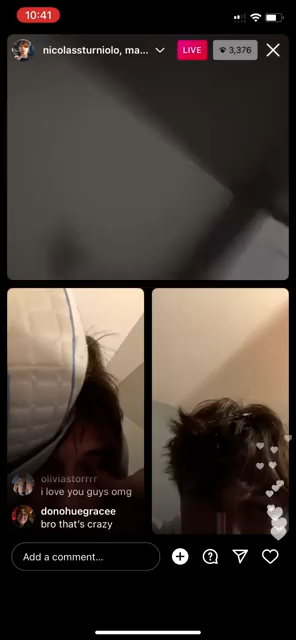 10:41
nicolassturniolo, ma...
LIVE
3,376
oliviastorrrr
i love you guys omg
donohuegracee
bro that's crazy
Add a comment...